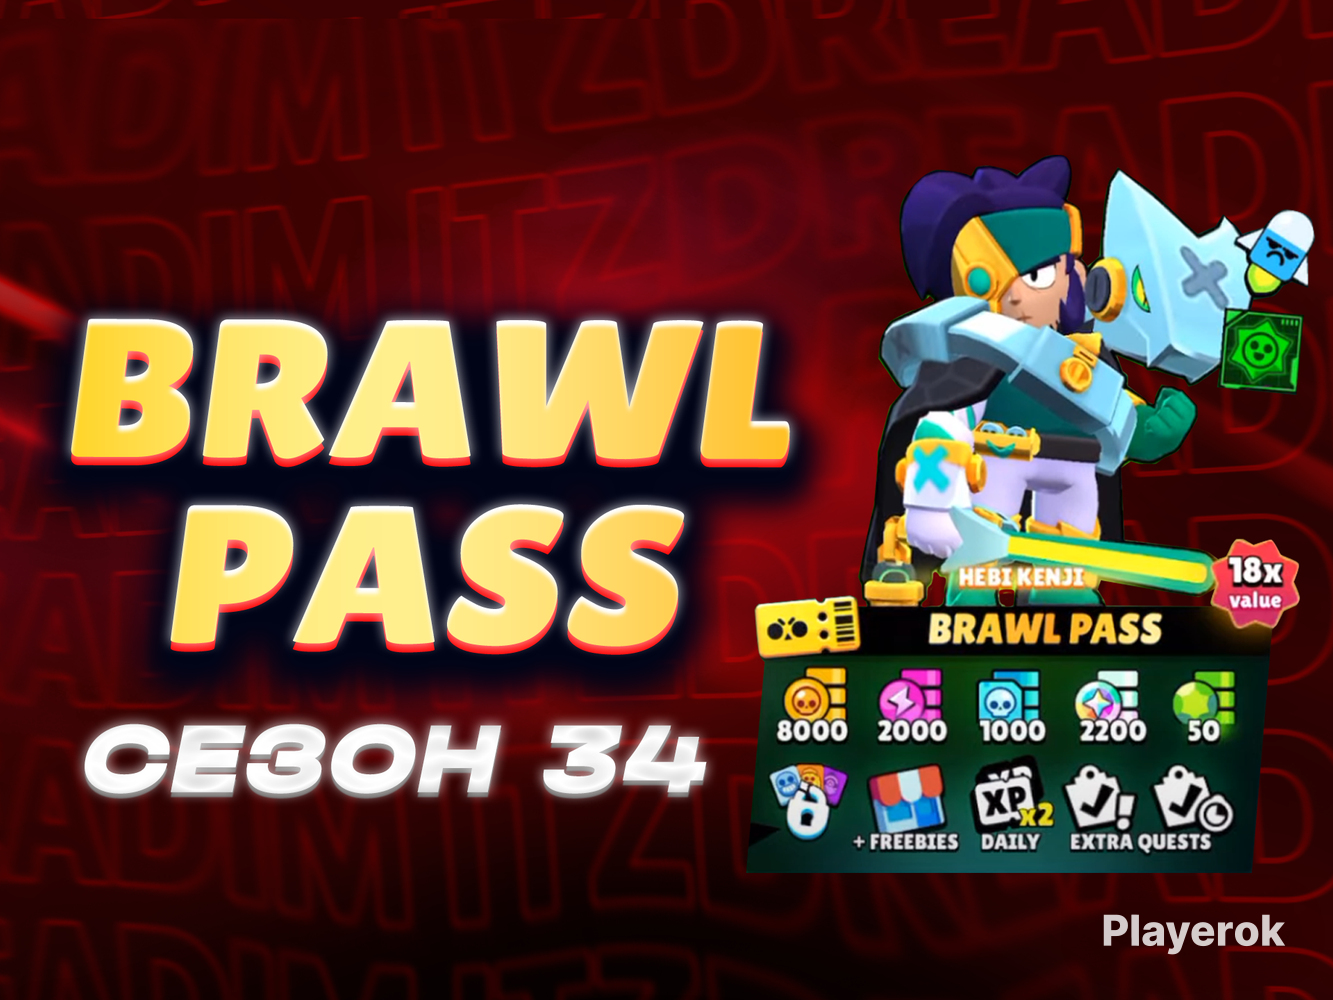 BRAWL
PASS
СЕЗОН 34
HEBI KENJI
18x
value
BRAWL PASS
8000 2000 1000 2200 50
XP x2
+ FREEBIES DAILY EXTRA QUESTS
Playerok